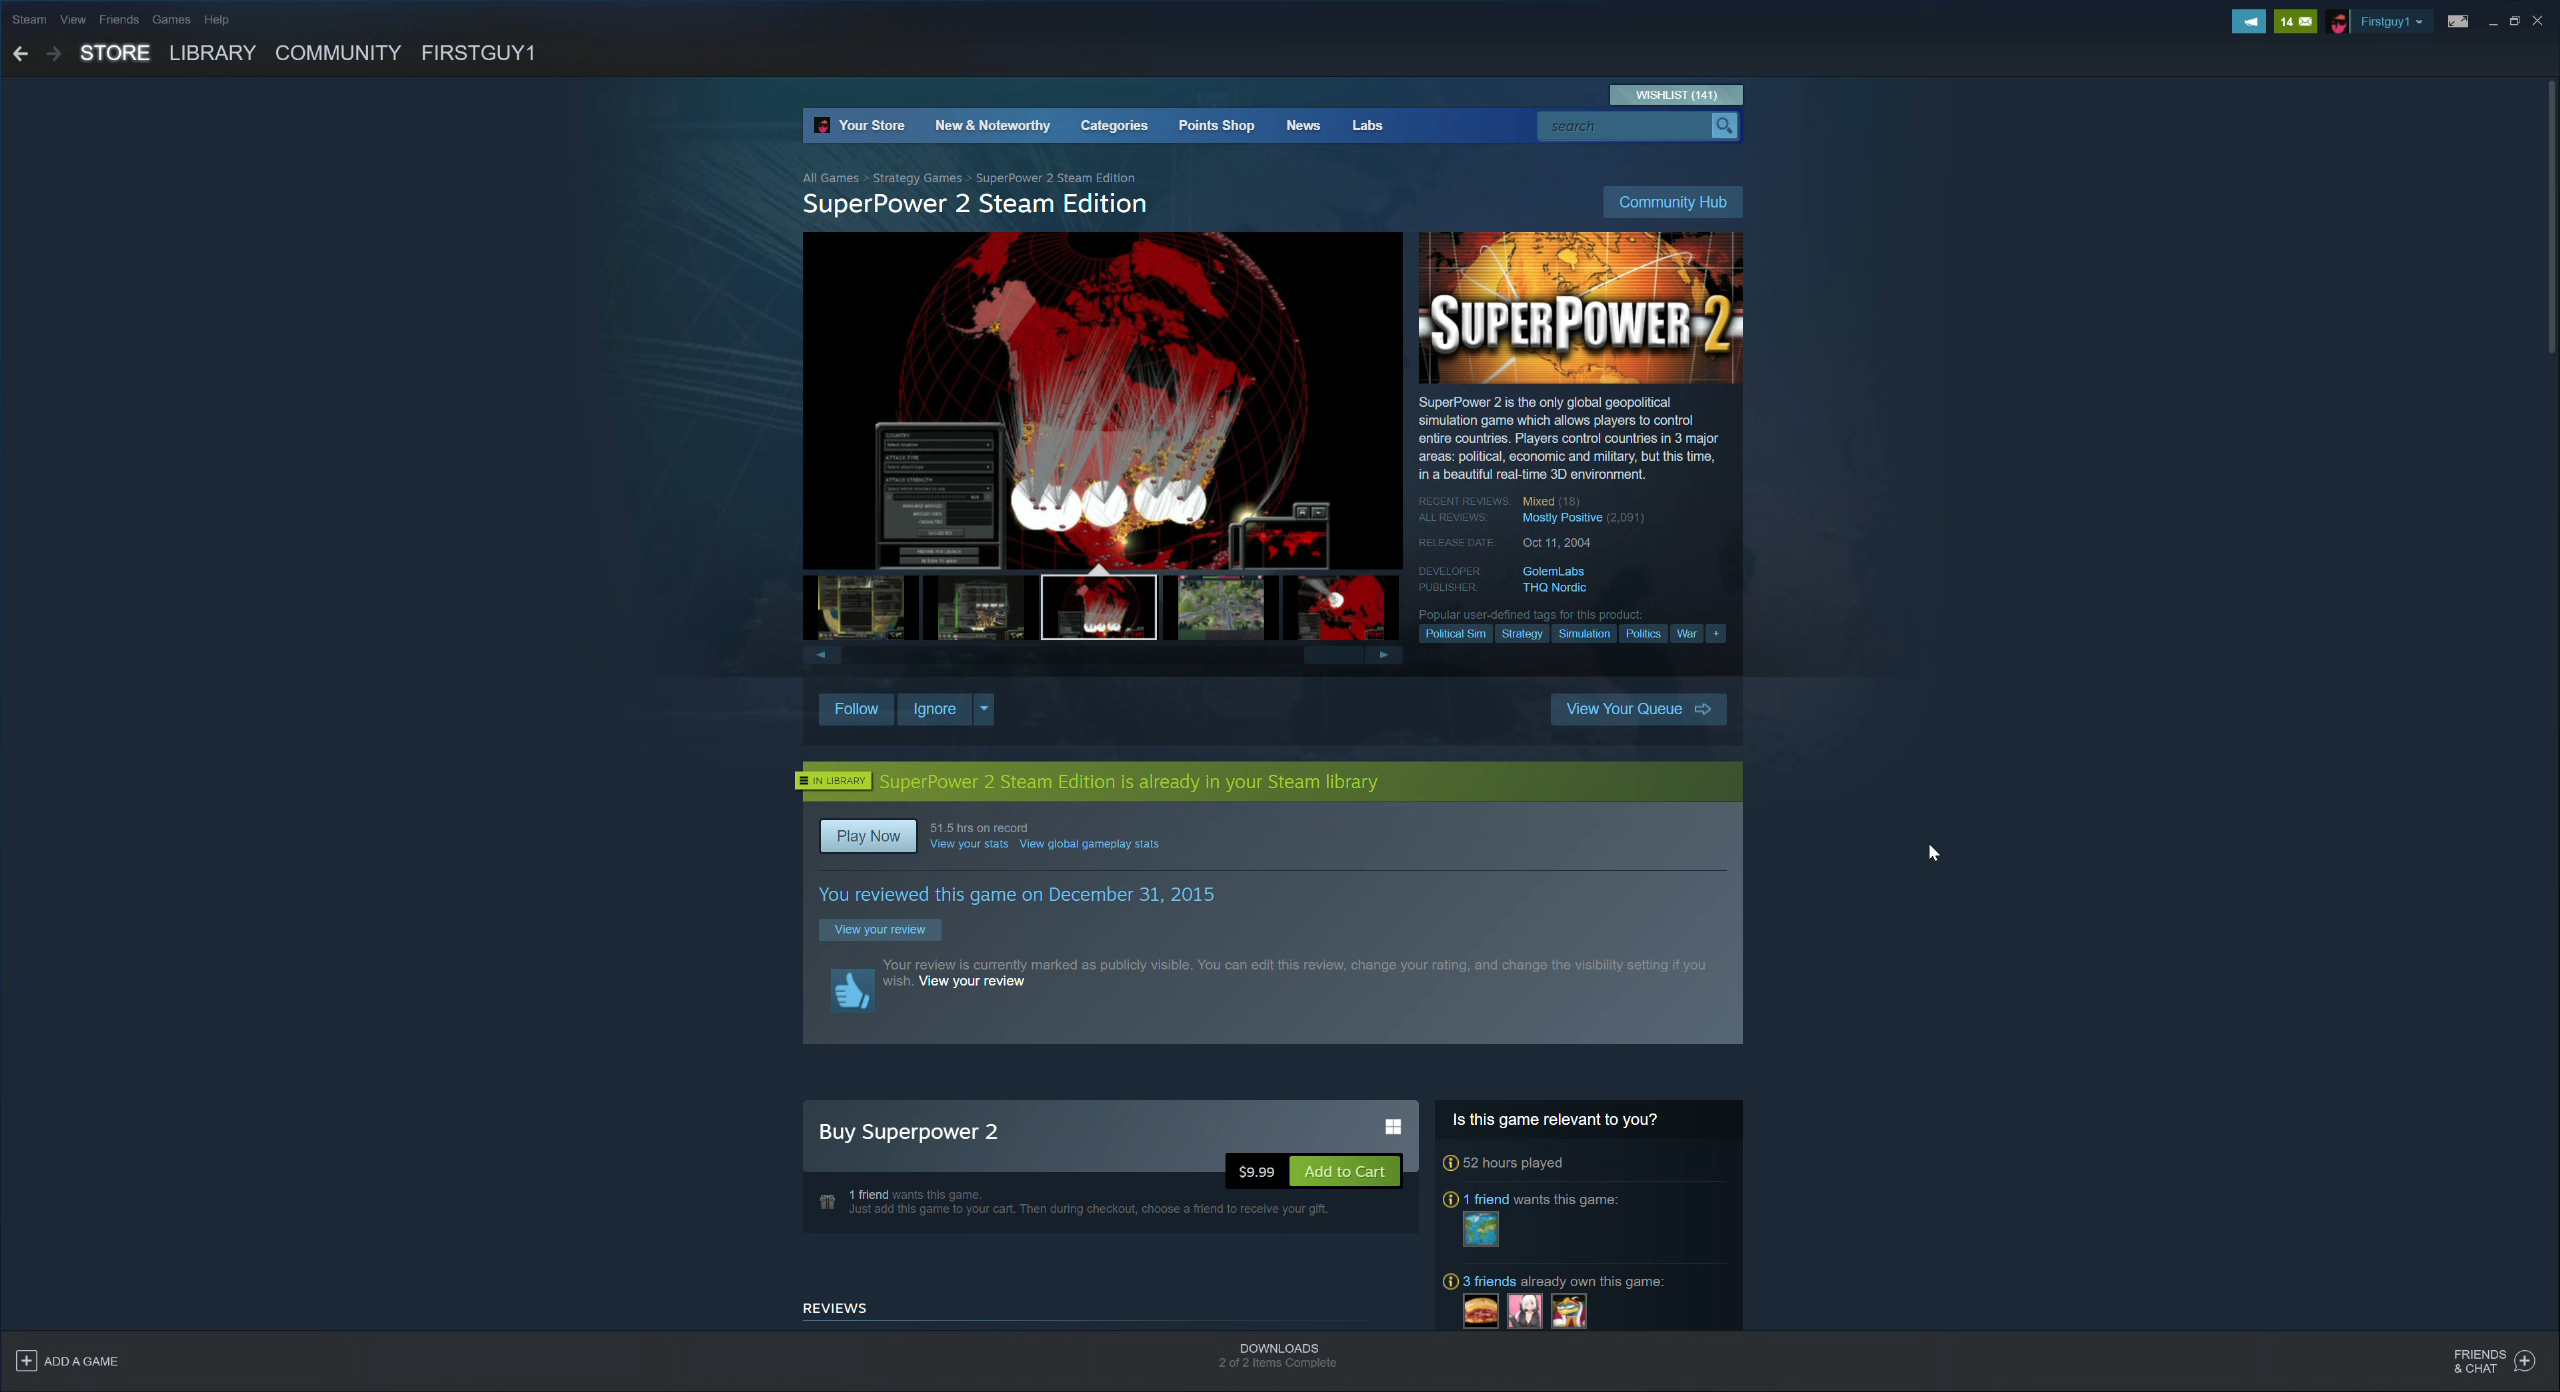 Steam View Friends Games Help
14
Firstguy1
STORE LIBRARY COMMUNITY FIRSTGUY1
WISHLIST (141)
Your Store New & Noteworthy Categories Points Shop News Labs
search
All Games > Strategy Games > SuperPower 2 Steam Edition
SuperPower 2 Steam Edition
Community Hub
COUNTRY
ATTACK TYPE
ATTACK STRENGTH
SUPERPOWER 2
SuperPower 2 is the only global geopolitical
simulation game which allows players to control
entire countries. Players control countries in 3 major
areas: political, economic and military, but this time,
in a beautiful real-time 3D environment.
RECENT REVIEWS: Mixed (18)
ALL REVIEWS: Mostly Positive (2,091)
RELEASE DATE: Oct 11, 2004
DEVELOPER: GolemLabs
PUBLISHER: THQ Nordic
Popular user-defined tags for this product:
Political Sim Strategy Simulation Politics War +
Follow Ignore
View Your Queue
IN LIBRARY
SuperPower 2 Steam Edition is already in your Steam library
Play Now
51.5 hrs on record
View your stats View global gameplay stats
You reviewed this game on December 31, 2015
View your review
Your review is currently marked as publicly visible. You can edit this review, change your rating, and change the visibility setting if you
wish. View your review
Buy Superpower 2
$9.99 Add to Cart
1 friend wants this game.
Just add this game to your cart. Then during checkout, choose a friend to receive your gift.
Is this game relevant to you?
52 hours played
1 friend wants this game:
3 friends already own this game:
REVIEWS
ADD A GAME
DOWNLOADS
2 of 2 Items Complete
FRIENDS
& CHAT